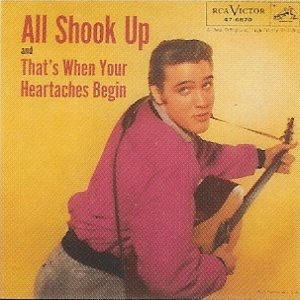 All Shook Up
and
That's When Your
Heartaches Begin
RCA VICTOR
47-6870